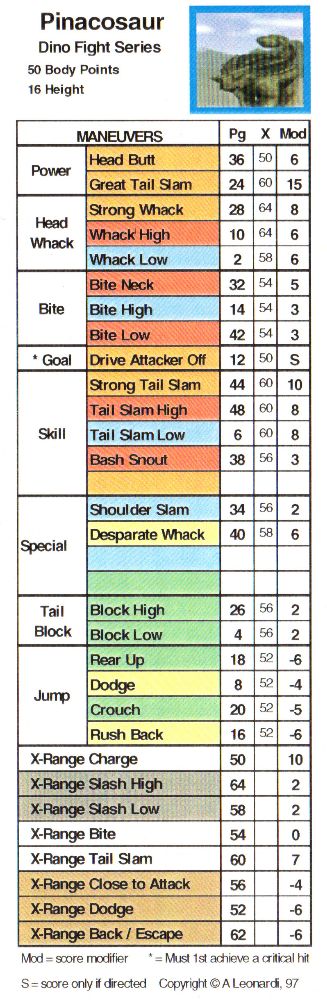 Pinacosaur
Dino Fight Series
50 Body Points
16 Height
MANEUVERS Pg X Mod
Power
Head Butt 36 50 6
Great Tail Slam 24 60 15
Head Whack
Strong Whack 28 64 8
Whack High 10 64 6
Whack Low 2 58 6
Bite
Bite Neck 32 54 5
Bite High 14 54 3
Bite Low 42 54 3
* Goal Drive Attacker Off 12 50 S
Skill
Strong Tail Slam 44 60 10
Tail Slam High 48 60 8
Tail Slam Low 6 60 8
Bash Snout 38 56 3
Special
Shoulder Slam 34 56 2
Desparate Whack 40 58 6
Tail Block
Block High 26 56 2
Block Low 4 56 2
Jump
Rear Up 18 52 -6
Dodge 8 52 -4
Crouch 20 52 -5
Rush Back 16 52 -6
X-Range Charge 50 10
X-Range Slash High 64 2
X-Range Slash Low 58 2
X-Range Bite 54 0
X-Range Tail Slam 60 7
X-Range Close to Attack 56 -4
X-Range Dodge 52 -6
X-Range Back / Escape 62 -6
Mod = score modifier * = Must 1st achieve a critical hit
S = score only if directed Copyright © A Leonardi, 97